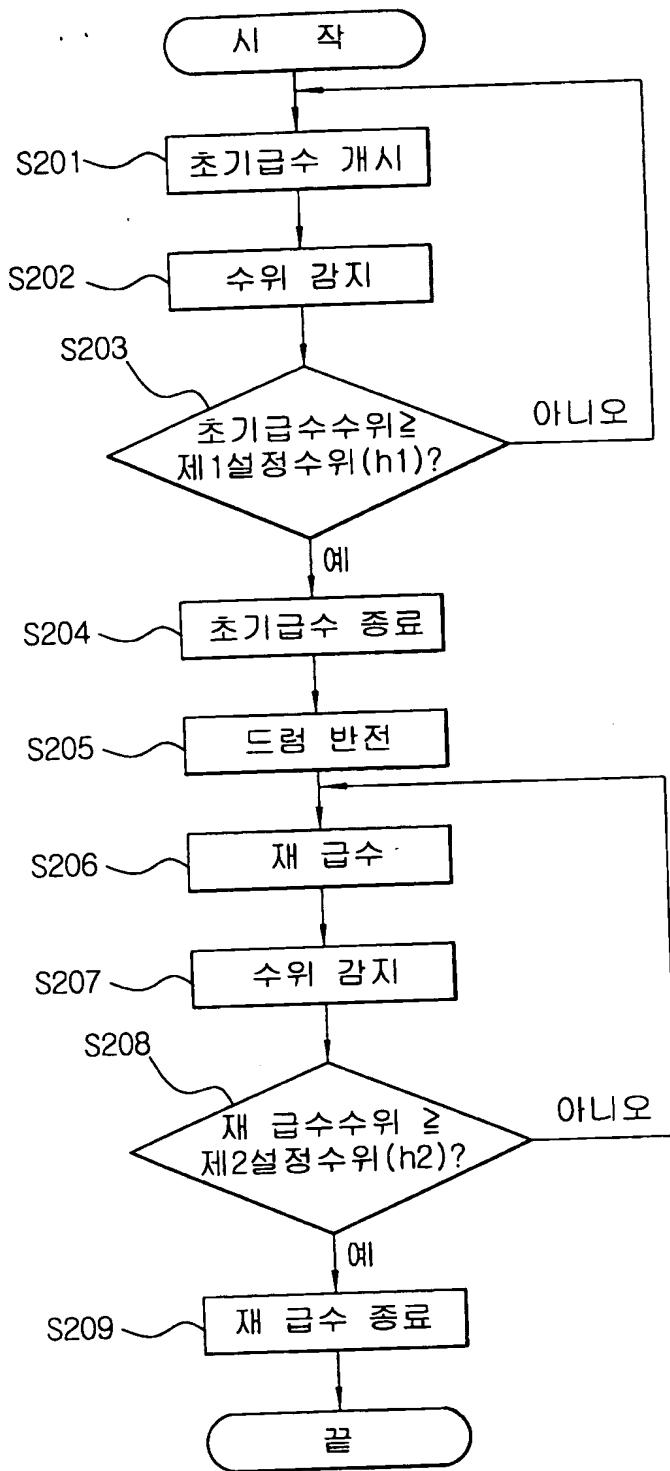 시 작
S201
초기급수 개시
S202
수위 감지
S203
초기급수수위≧
제1설정수위(h1)?
아니오
예
S204
초기급수 종료
S205
드럼 반전
S206
재 급수
S207
수위 감지
S208
재 급수수위 ≧
제2설정수위(h2)?
아니오
예
S209
재 급수 종료
끝